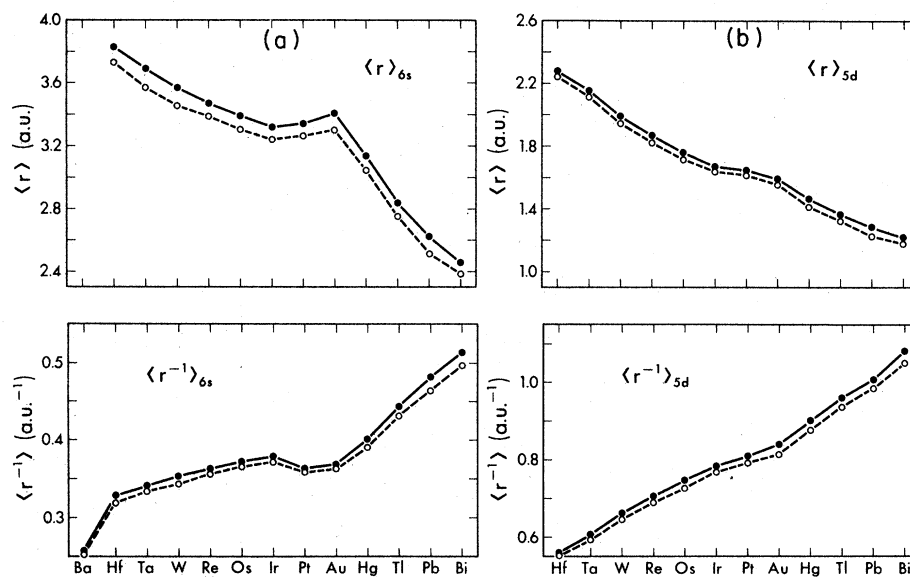 (a)
⟨r⟩6s
⟨r⟩ (a.u.)
4.0
3.6
3.2
2.8
2.4
(b)
⟨r⟩5d
⟨r⟩ (a.u.)
2.6
2.2
1.8
1.4
1.0
⟨r⁻¹⟩6s
⟨r⁻¹⟩ (a.u.⁻¹)
0.5
0.4
0.3
Ba Hf Ta W Re Os Ir Pt Au Hg Tl Pb Bi
⟨r⁻¹⟩5d
⟨r⁻¹⟩ (a.u.⁻¹)
1.0
0.8
0.6
Hf Ta W Re Os Ir Pt Au Hg Tl Pb Bi